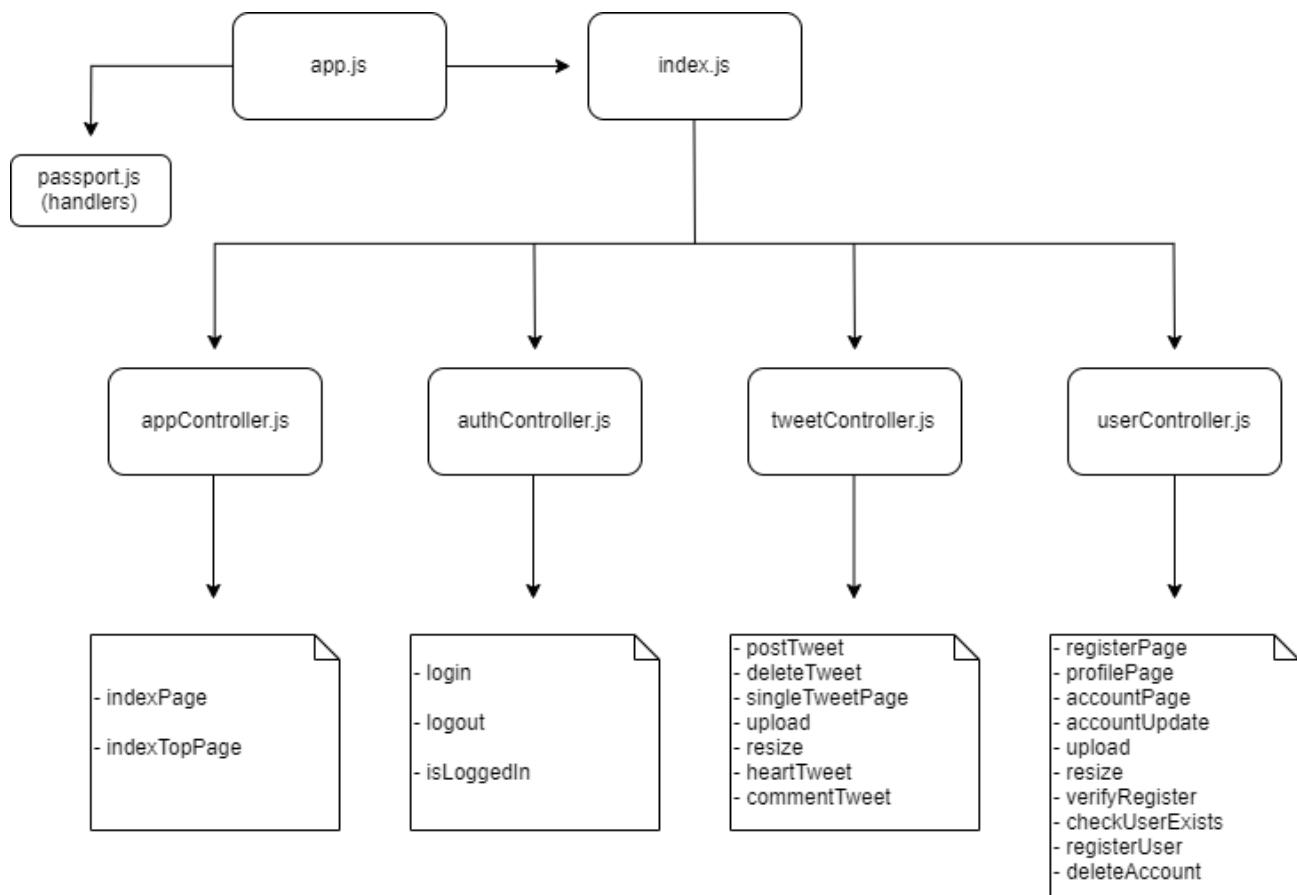 app.js
index.js
passport.js
(handlers)
appController.js
authController.js
tweetController.js
userController.js
- indexPage
- indexTopPage
- login
- logout
- isLoggedIn
- postTweet
- deleteTweet
- singleTweetPage
- upload
- resize
- heartTweet
- commentTweet
- registerPage
- profilePage
- accountPage
- accountUpdate
- upload
- resize
- verifyRegister
- checkUserExists
- registerUser
- deleteAccount